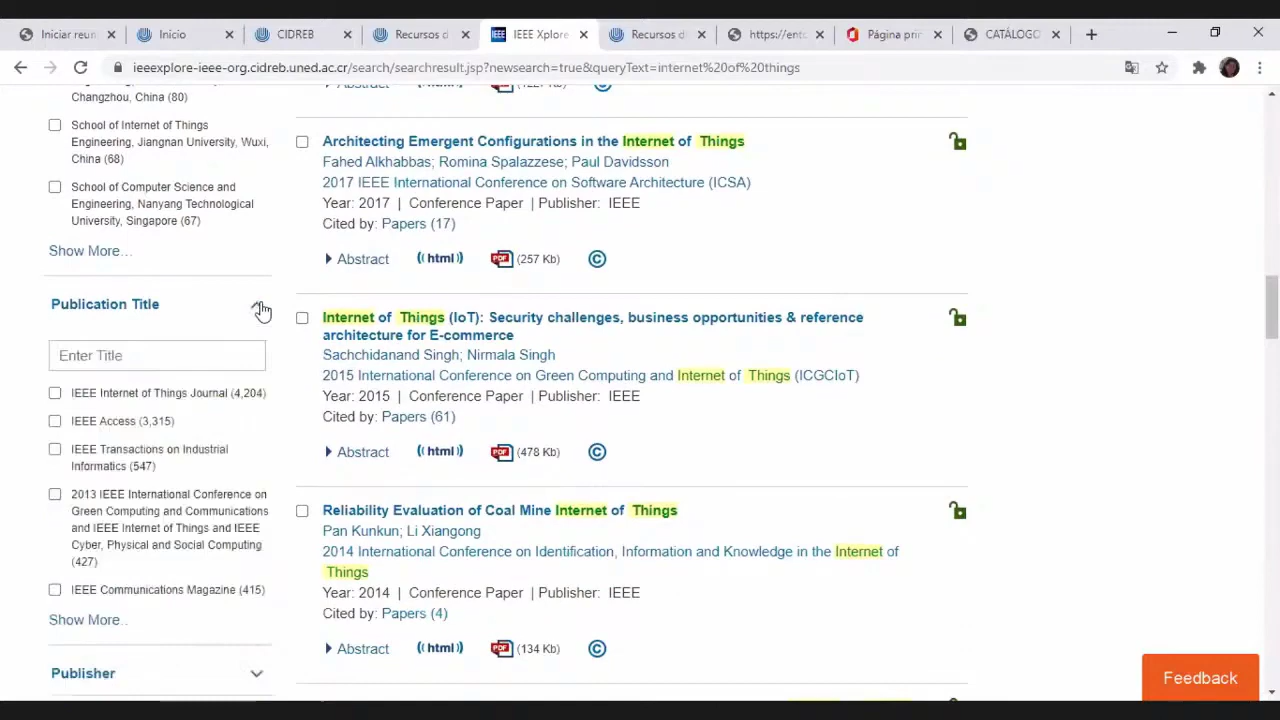 Iniciar reun
Inicio
CIDREB
Recursos d
IEEE Xplore
Recursos di
https://ento
Página prin
CATÁLOGO
ieeexplore-ieee-org.cidreb.uned.ac.cr/search/searchresult.jsp?newsearch=true&queryText=internet%20of%20things
Changzhou, China (80)
School of Internet of Things
Engineering, Jiangnan University, Wuxi,
China (68)
School of Computer Science and
Engineering, Nanyang Technological
University, Singapore (67)
Show More...
Publication Title
Enter Title
IEEE Internet of Things Journal (4,204)
IEEE Access (3,315)
IEEE Transactions on Industrial
Informatics (547)
2013 IEEE International Conference on
Green Computing and Communications
and IEEE Internet of Things and IEEE
Cyber, Physical and Social Computing
(427)
IEEE Communications Magazine (415)
Show More..
Publisher
Abstract
Architecting Emergent Configurations in the Internet of Things
Fahed Alkhabbas; Romina Spalazzese; Paul Davidsson
2017 IEEE International Conference on Software Architecture (ICSA)
Year: 2017 | Conference Paper | Publisher: IEEE
Cited by: Papers (17)
Abstract ((html)) PDF (257 Kb) ©
Internet of Things (IoT): Security challenges, business opportunities & reference
architecture for E-commerce
Sachchidanand Singh; Nirmala Singh
2015 International Conference on Green Computing and Internet of Things (ICGCIoT)
Year: 2015 | Conference Paper | Publisher: IEEE
Cited by: Papers (61)
Abstract ((html)) PDF (478 Kb) ©
Reliability Evaluation of Coal Mine Internet of Things
Pan Kunkun; Li Xiangong
2014 International Conference on Identification, Information and Knowledge in the Internet of
Things
Year: 2014 | Conference Paper | Publisher: IEEE
Cited by: Papers (4)
Abstract ((html)) PDF (134 Kb) ©
Feedback